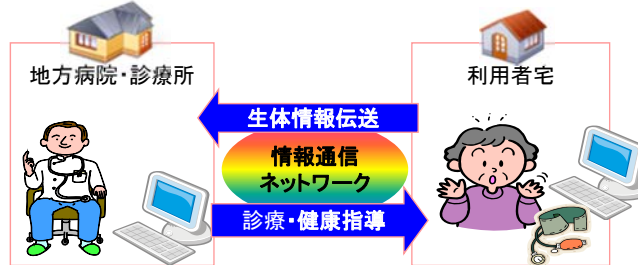 地方病院・診療所
利用者宅
生体情報伝送
情報通信
ネットワーク
診療・健康指導